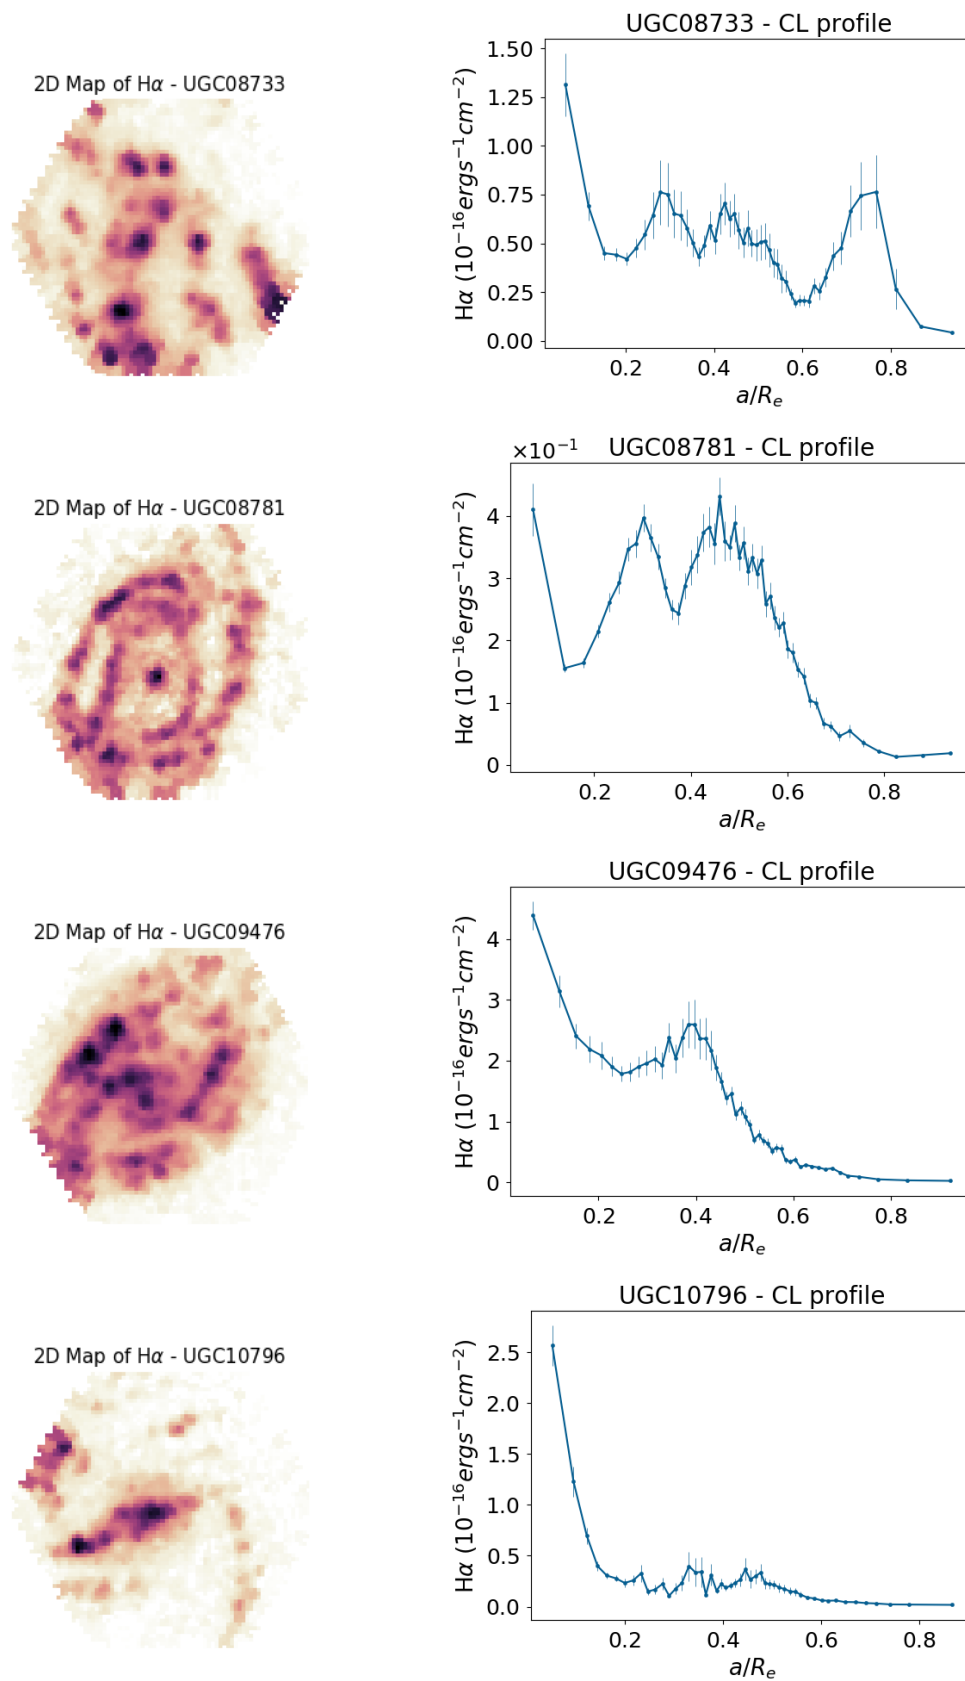 UGC08733 - CL profile
2D Map of Hα - UGC08733
Hα (10⁻¹⁶ergs⁻¹cm⁻²)
1.50
1.25
1.00
0.75
0.50
0.25
0.00
0.2 0.4 0.6 0.8
a/Rₑ
×10⁻¹ UGC08781 - CL profile
2D Map of Hα - UGC08781
Hα (10⁻¹⁶ergs⁻¹cm⁻²)
4
3
2
1
0
0.2 0.4 0.6 0.8
a/Rₑ
UGC09476 - CL profile
2D Map of Hα - UGC09476
Hα (10⁻¹⁶ergs⁻¹cm⁻²)
4
3
2
1
0
0.2 0.4 0.6 0.8
a/Rₑ
UGC10796 - CL profile
2D Map of Hα - UGC10796
Hα (10⁻¹⁶ergs⁻¹cm⁻²)
2.5
2.0
1.5
1.0
0.5
0.0
0.2 0.4 0.6 0.8
a/Rₑ